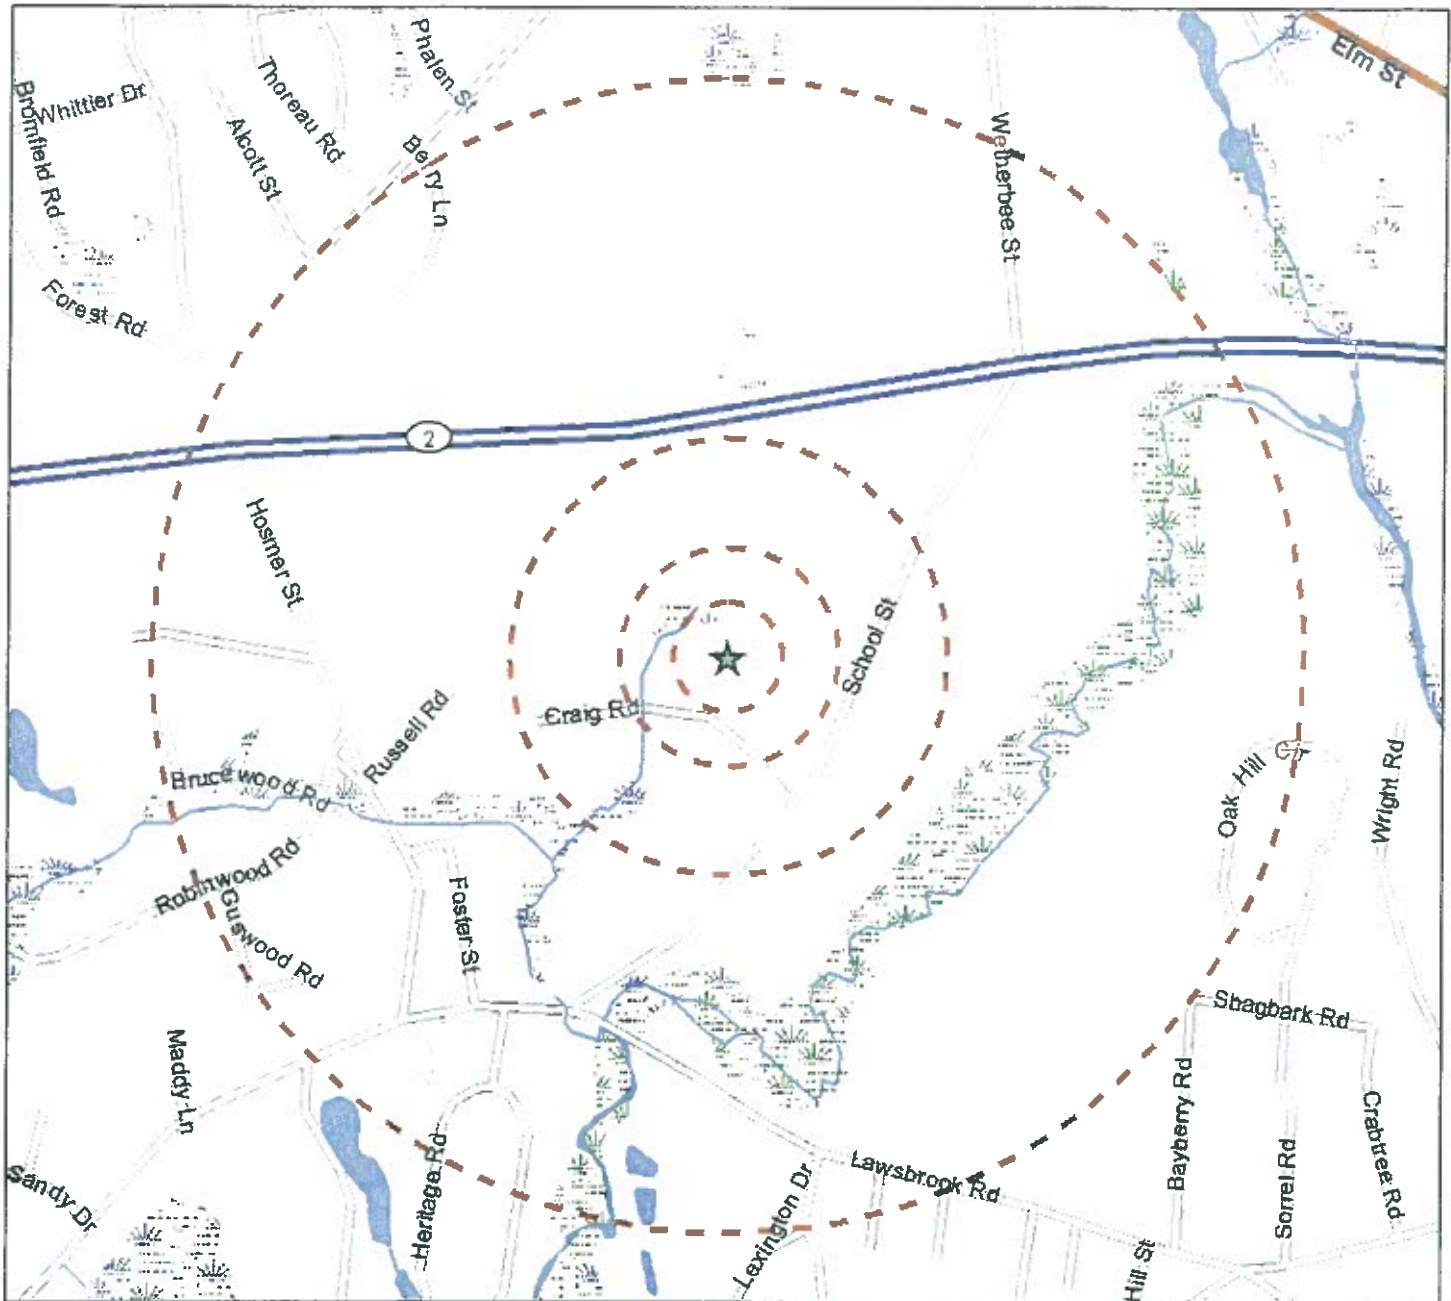 Phalen St
Elm St
Thoreau Rd
Whittier Dr
Bromfield Rd
Alcott St
Berry Ln
Wetherbee St
Forest Rd
2
Hosmer St
School St
Craig Rd
Russell Rd
Brucewood Rd
Oak Hill
Wright Rd
Robinwood Rd
Guswood Rd
Foster St
Shagbark Rd
Maddy Ln
Bayberry Rd
Crabtree Rd
Sandy Dr
Heritage Rd
Lawsbrook Rd
Sorrel Rd
Lexington Dr
Hill St